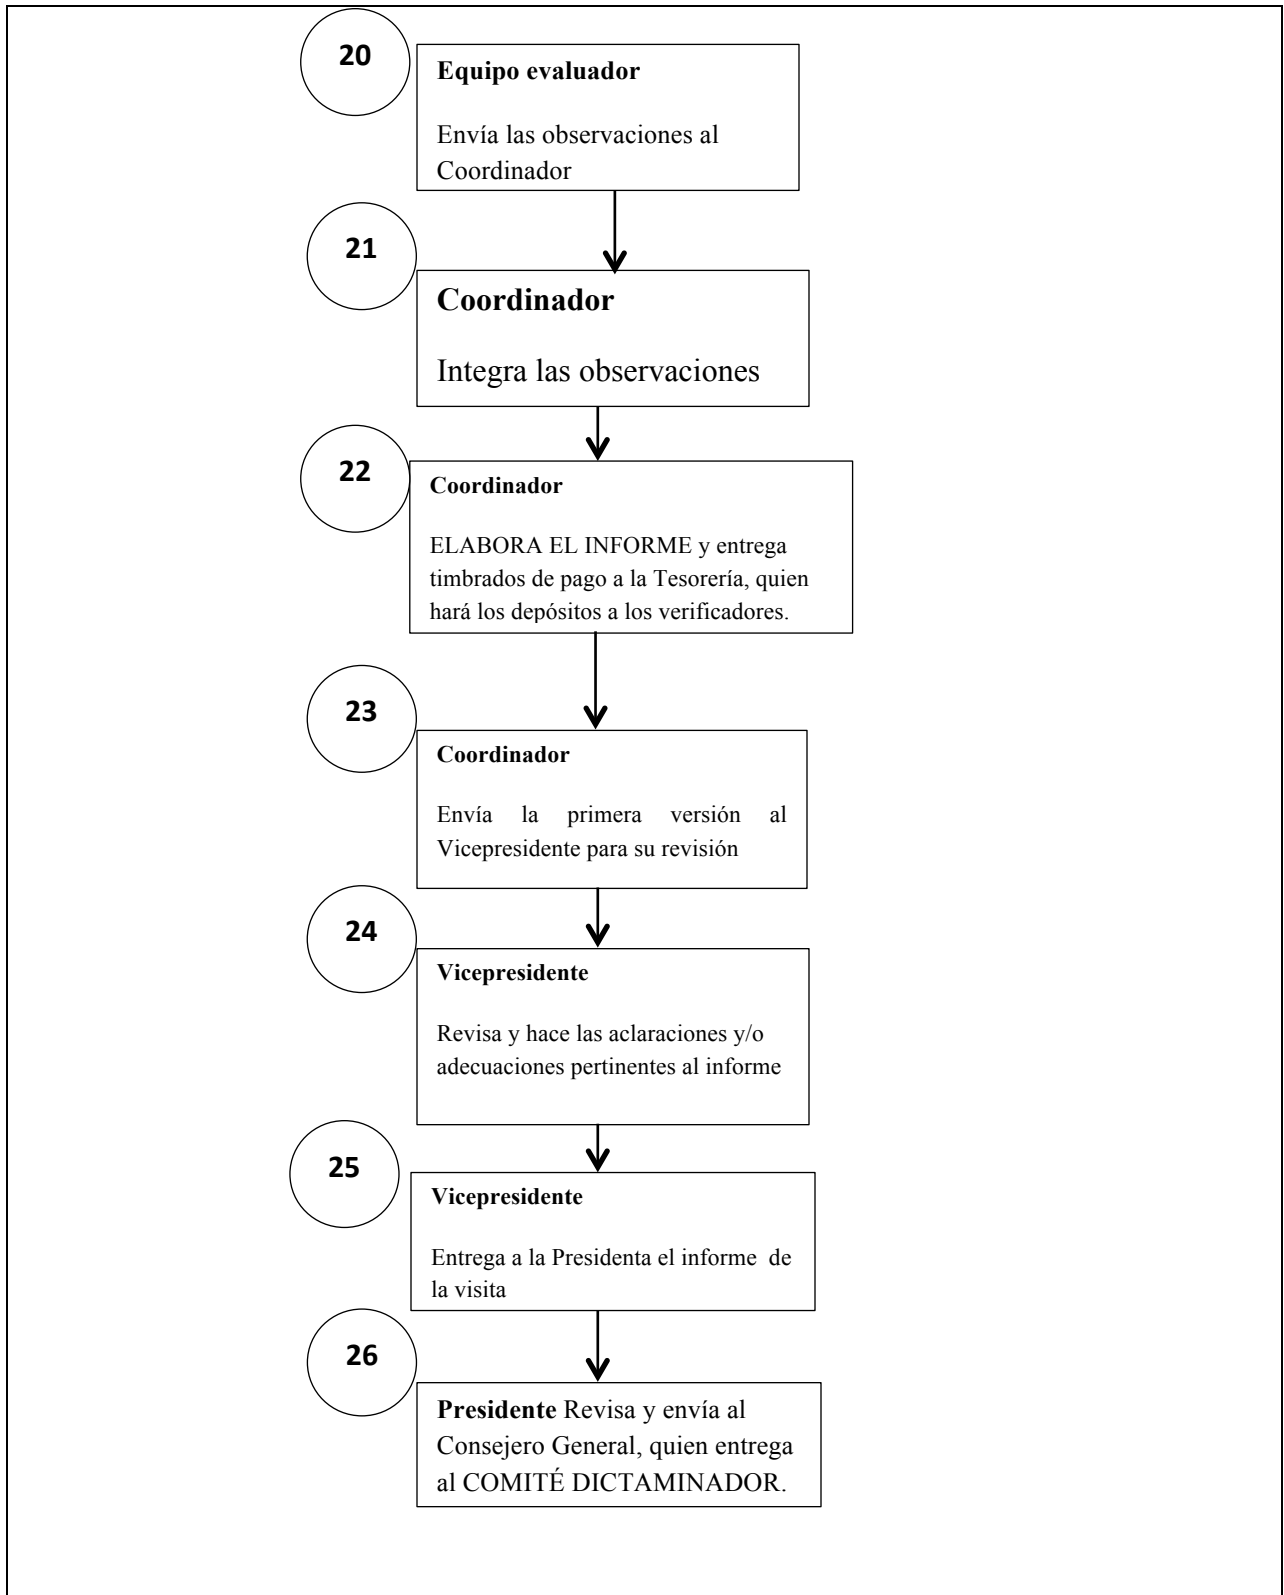 20
Equipo evaluador
Envía las observaciones al
Coordinador
21
Coordinador
Integra las observaciones
22
Coordinador
ELABORA EL INFORME y entrega
timbrados de pago a la Tesorería, quien
hará los depósitos a los verificadores.
23
Coordinador
Envía la primera versión al
Vicepresidente para su revisión
24
Vicepresidente
Revisa y hace las aclaraciones y/o
adecuaciones pertinentes al informe
25
Vicepresidente
Entrega a la Presidenta el informe de
la visita
26
Presidente Revisa y envía al
Consejero General, quien entrega
al COMITÉ DICTAMINADOR.